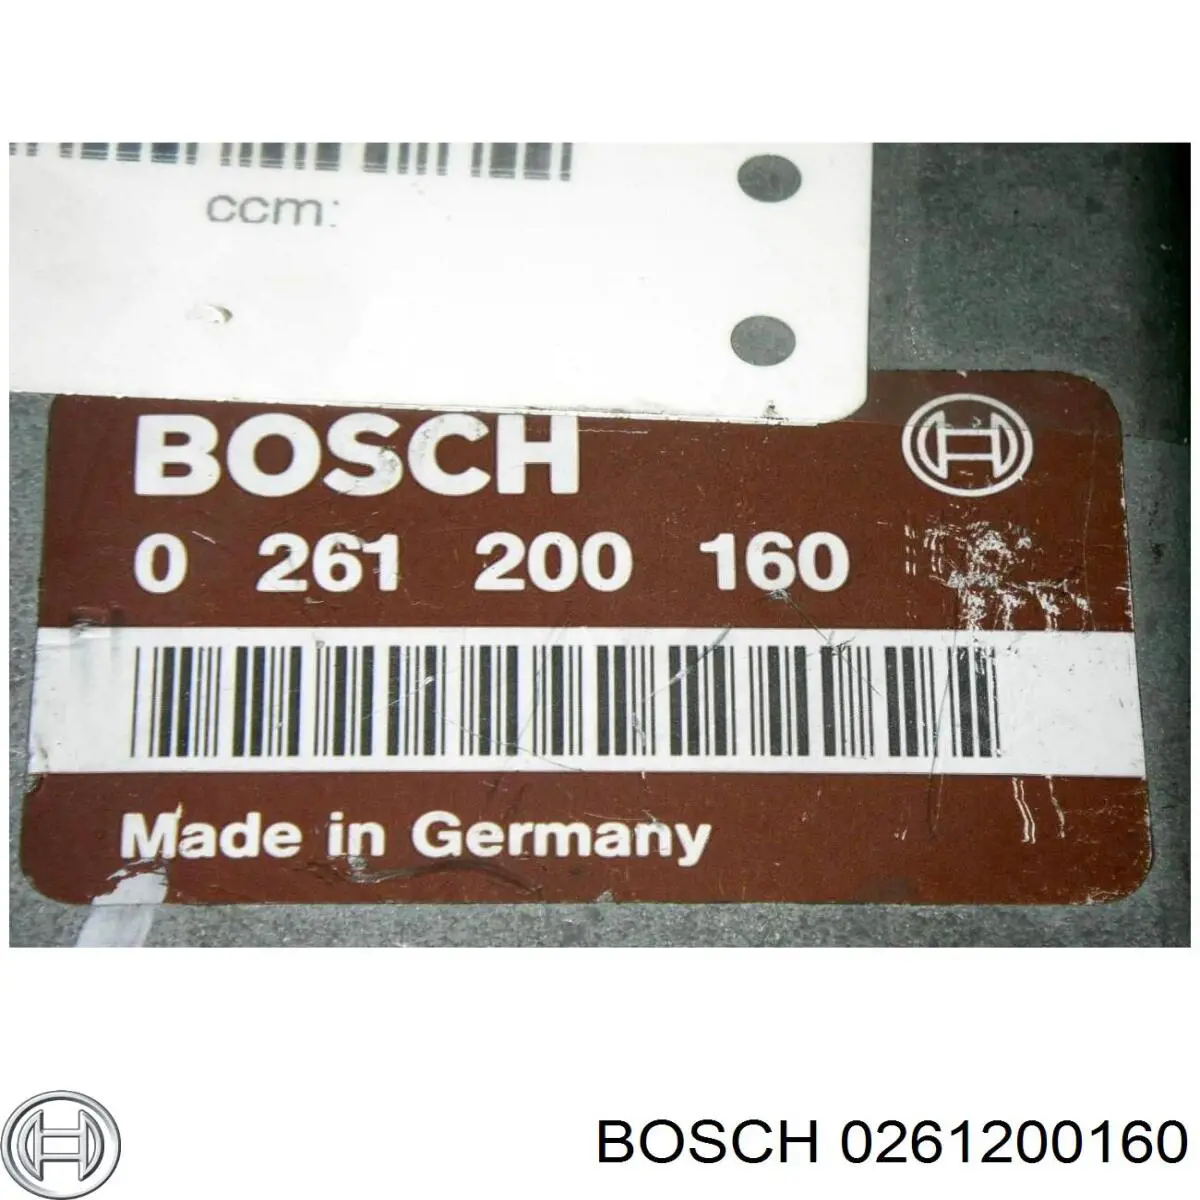 ccm:
BOSCH
0 261 200 160
Made in Germany
BOSCH 0261200160